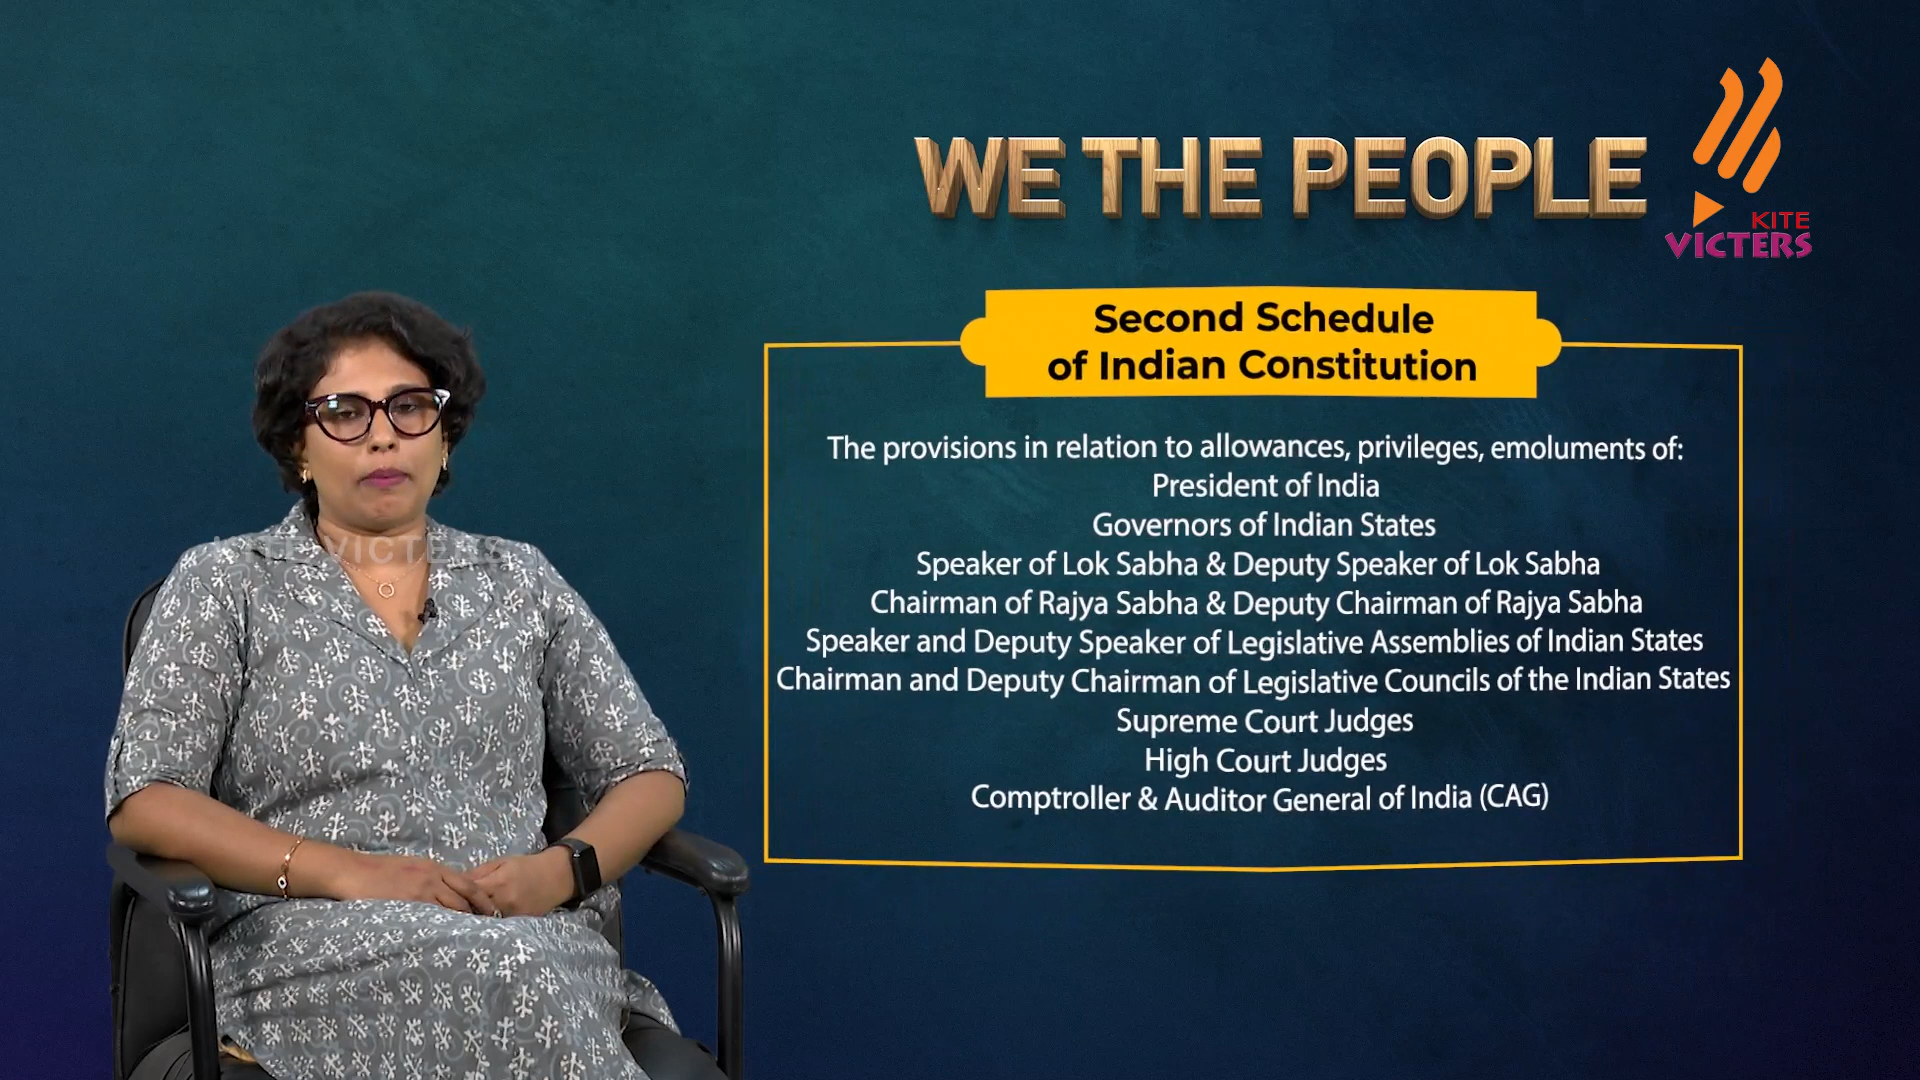 WE THE PEOPLE
KITE
VICTERS
Second Schedule
of Indian Constitution
The provisions in relation to allowances, privileges, emoluments of:
President of India
Governors of Indian States
Speaker of Lok Sabha & Deputy Speaker of Lok Sabha
Chairman of Rajya Sabha & Deputy Chairman of Rajya Sabha
Speaker and Deputy Speaker of Legislative Assemblies of Indian States
Chairman and Deputy Chairman of Legislative Councils of the Indian States
Supreme Court Judges
High Court Judges
Comptroller & Auditor General of India (CAG)
KITE VICTERS